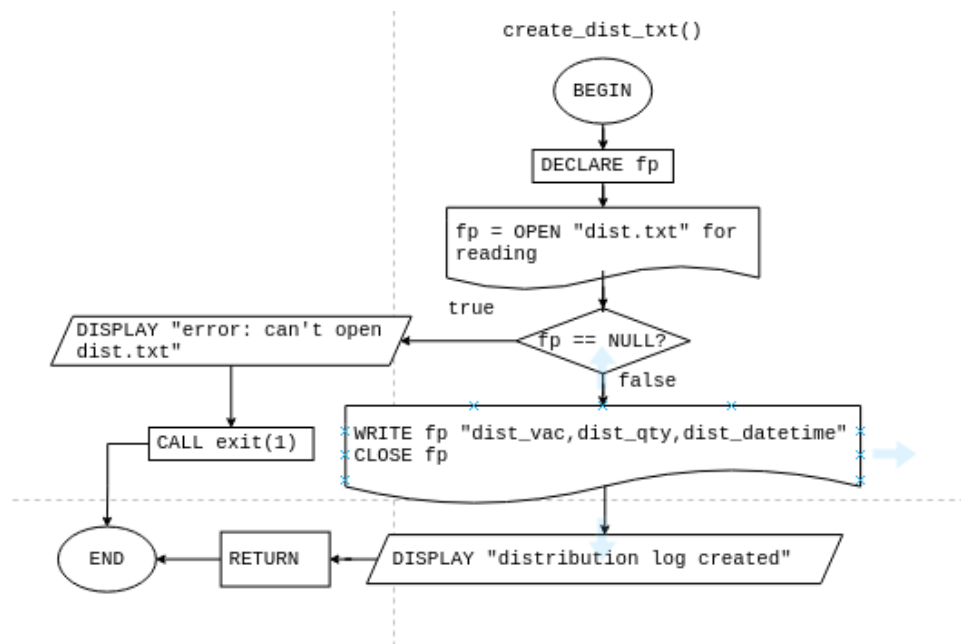 create_dist_txt()
BEGIN
DECLARE fp
fp = OPEN "dist.txt" for
reading
true
fp == NULL?
DISPLAY "error: can't open
dist.txt"
false
WRITE fp "dist_vac,dist_qty,dist_datetime"
CLOSE fp
CALL exit(1)
DISPLAY "distribution log created"
RETURN
END